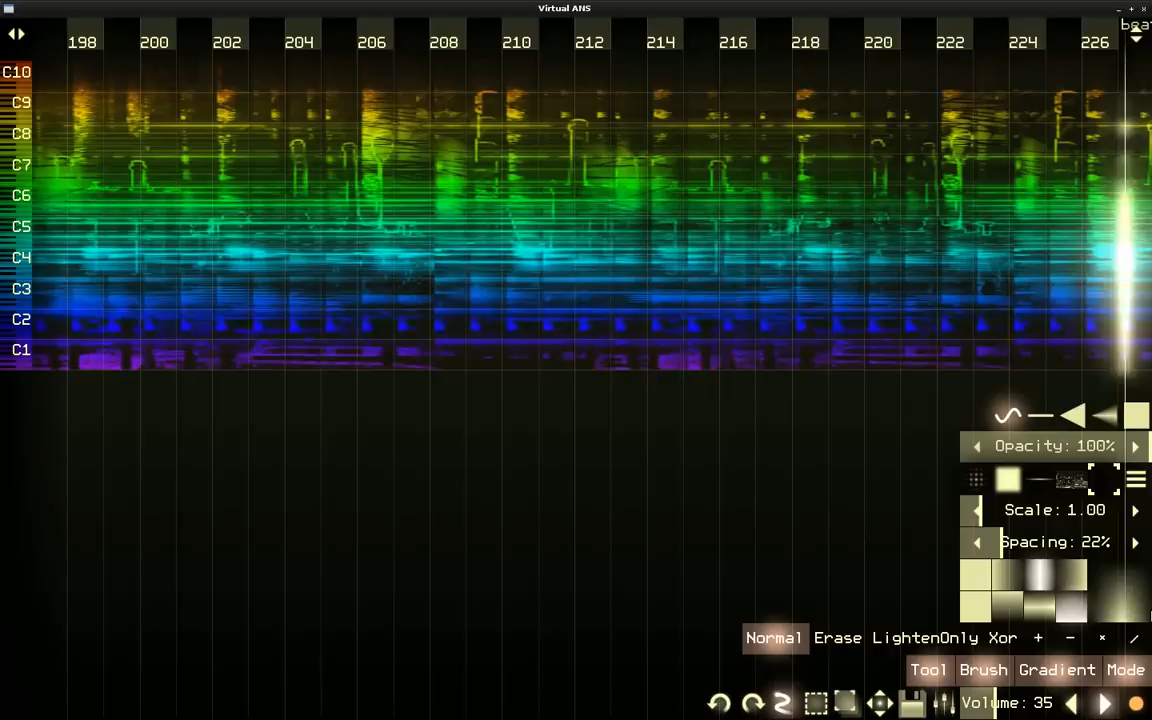 Virtual ANS
198 200 202 204 206 208 210 212 214 216 218 220 222 224 226
C10
C9
C8
C7
C6
C5
C4
C3
C2
C1
Opacity: 100%
Scale: 1.00
Spacing: 22%
Normal Erase LightenOnly Xor + - × /
Tool Brush Gradient Mode
Volume: 35